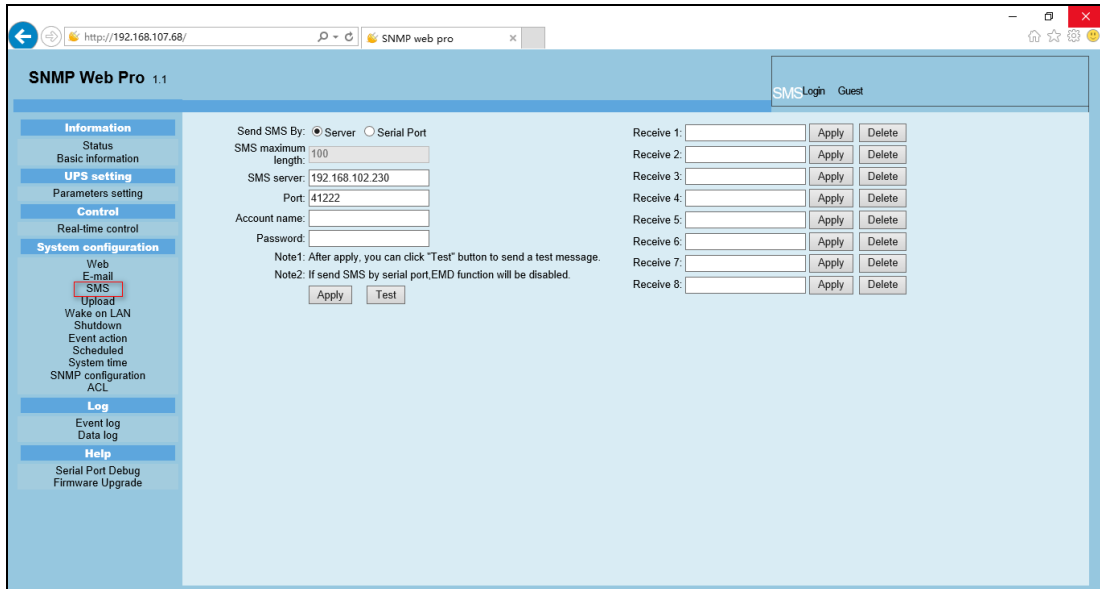 http://192.168.107.68/
SNMP web pro
SNMP Web Pro 1.1
SMS Login Guest
Information
Status
Basic information
UPS setting
Parameters setting
Control
Real-time control
System configuration
Web
E-mail
SMS
Upload
Wake on LAN
Shutdown
Event action
Scheduled
System time
SNMP configuration
ACL
Log
Event log
Data log
Help
Serial Port Debug
Firmware Upgrade
Send SMS By: Server Serial Port
SMS maximum
length: 100
SMS server: 192.168.102.230
Port: 41222
Account name:
Password:
Note1: After apply, you can click "Test" button to send a test message.
Note2: If send SMS by serial port,EMD function will be disabled.
Apply Test
Receive 1: Apply Delete
Receive 2: Apply Delete
Receive 3: Apply Delete
Receive 4: Apply Delete
Receive 5: Apply Delete
Receive 6: Apply Delete
Receive 7: Apply Delete
Receive 8: Apply Delete